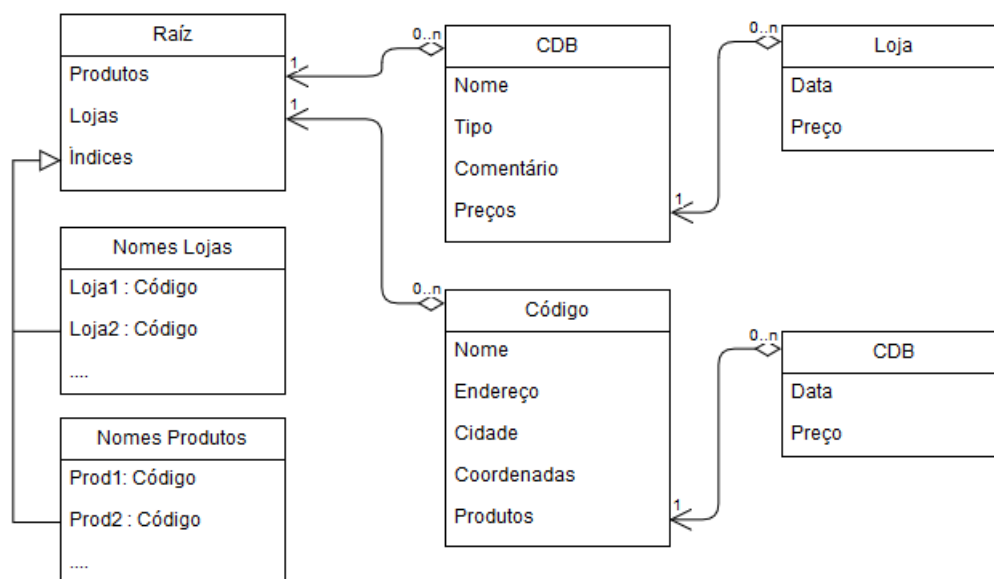 Raíz
Produtos
Lojas
Índices
1
1
Nomes Lojas
Loja1 : Código
Loja2 : Código
....
Nomes Produtos
Prod1: Código
Prod2 : Código
....
0..n
CDB
Nome
Tipo
Comentário
Preços
1
0..n
Código
Nome
Endereço
Cidade
Coordenadas
Produtos
1
0..n
Loja
Data
Preço
0..n
CDB
Data
Preço